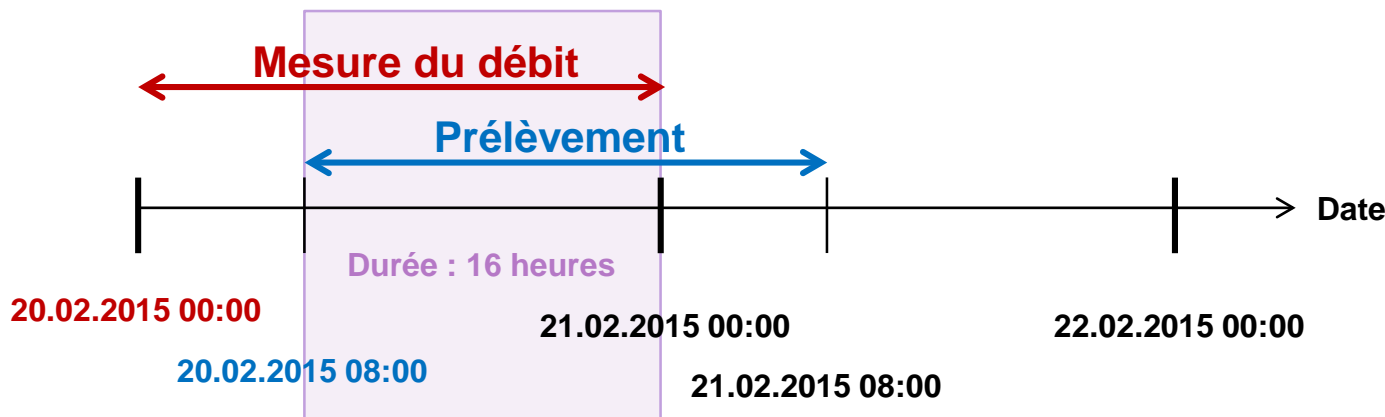 Mesure du débit
Prélèvement
Date
Durée : 16 heures
20.02.2015 00:00
21.02.2015 00:00
22.02.2015 00:00
20.02.2015 08:00
21.02.2015 08:00